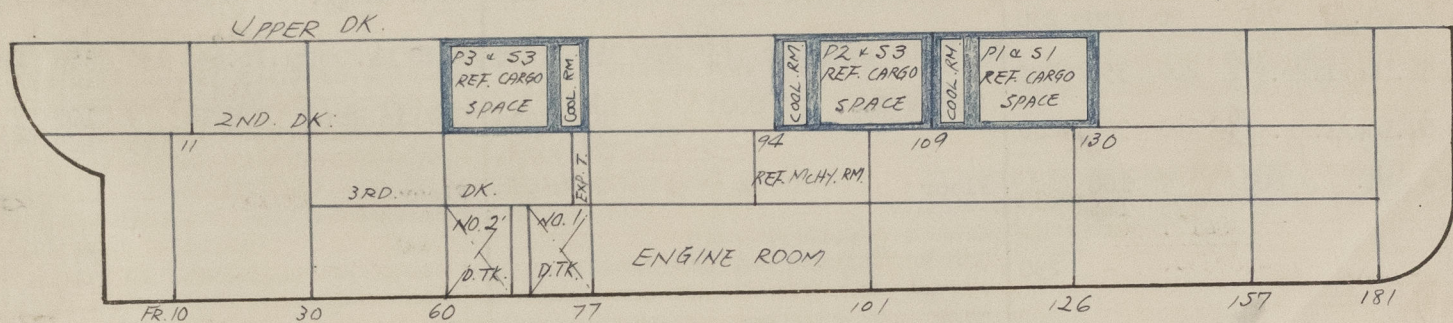 UPPER DK.
P3 & S3
REF. CARGO
SPACE
COOL. RM.
COOL. RM.
P2 & S3
REF. CARGO
SPACE
COOL. RM.
P1 & S1
REF. CARGO
SPACE
2ND. DK.
11
94
109
130
3RD. DK.
EXP. T.
REF. MCHY. RM.
NO. 2
D. TK.
NO. 1
D. TK.
ENGINE ROOM
FR. 10
30
60
77
101
126
157
181